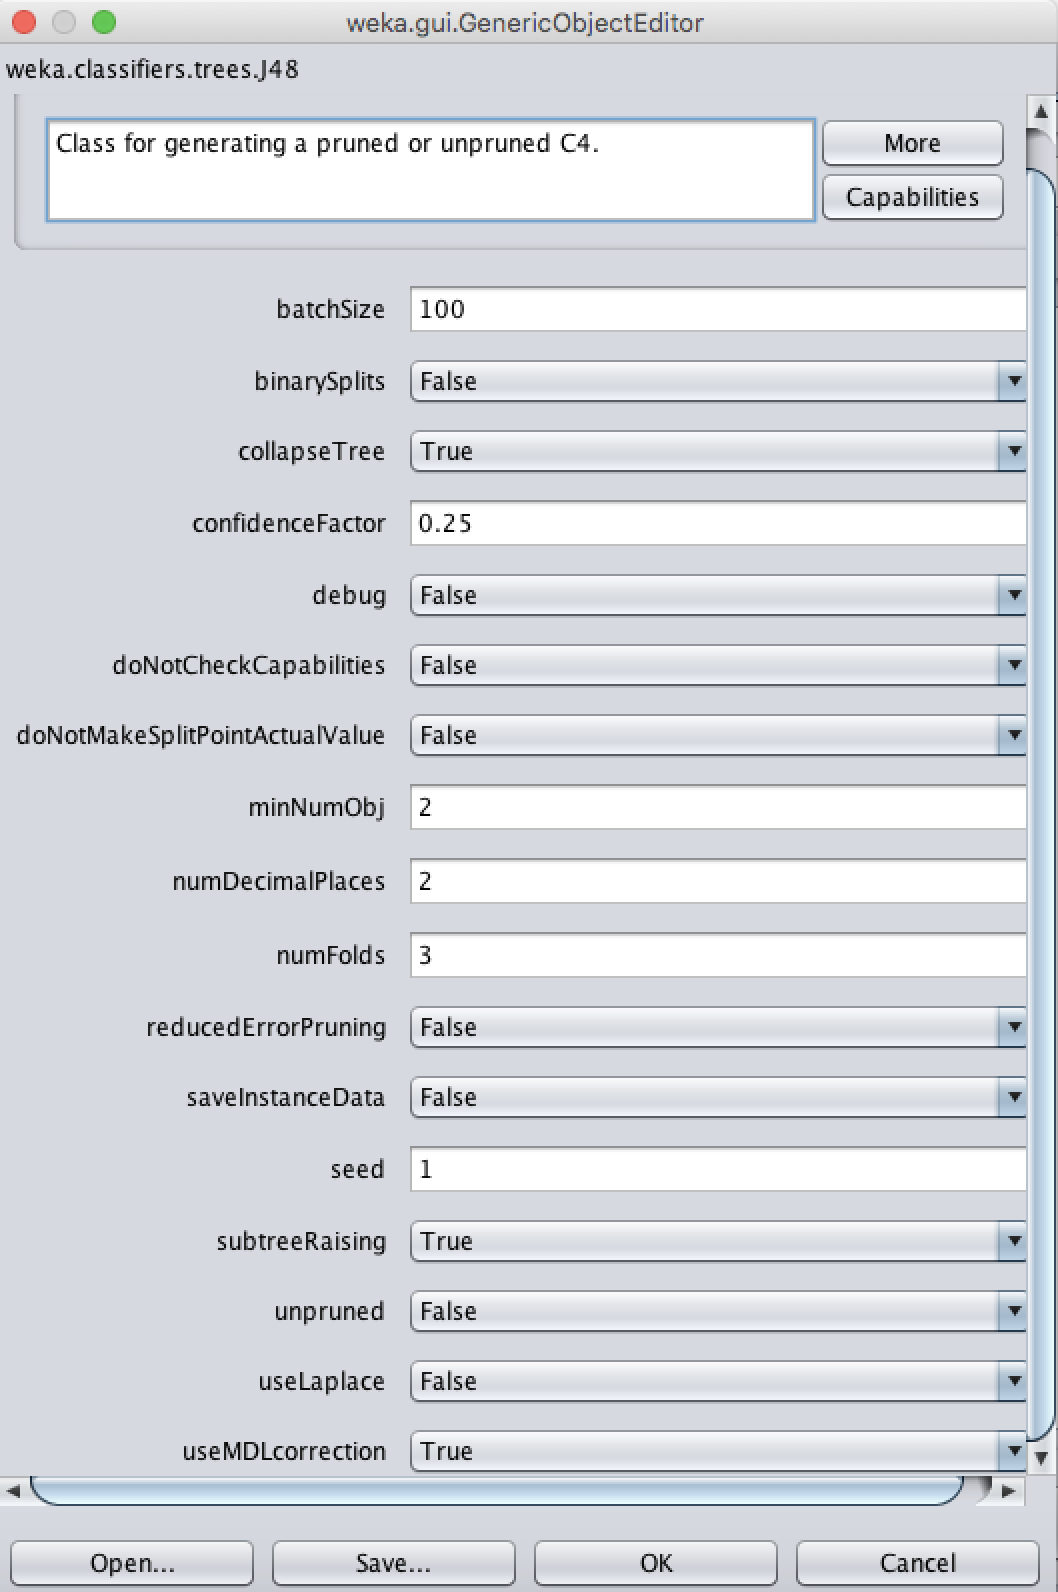 weka.gui.GenericObjectEditor
weka.classifiers.trees.J48
Class for generating a pruned or unpruned C4.
More
Capabilities
batchSize 100
binarySplits False
collapseTree True
confidenceFactor 0.25
debug False
doNotCheckCapabilities False
doNotMakeSplitPointActualValue False
minNumObj 2
numDecimalPlaces 2
numFolds 3
reducedErrorPruning False
saveInstanceData False
seed 1
subtreeRaising True
unpruned False
useLaplace False
useMDLcorrection True
Open... Save... OK Cancel